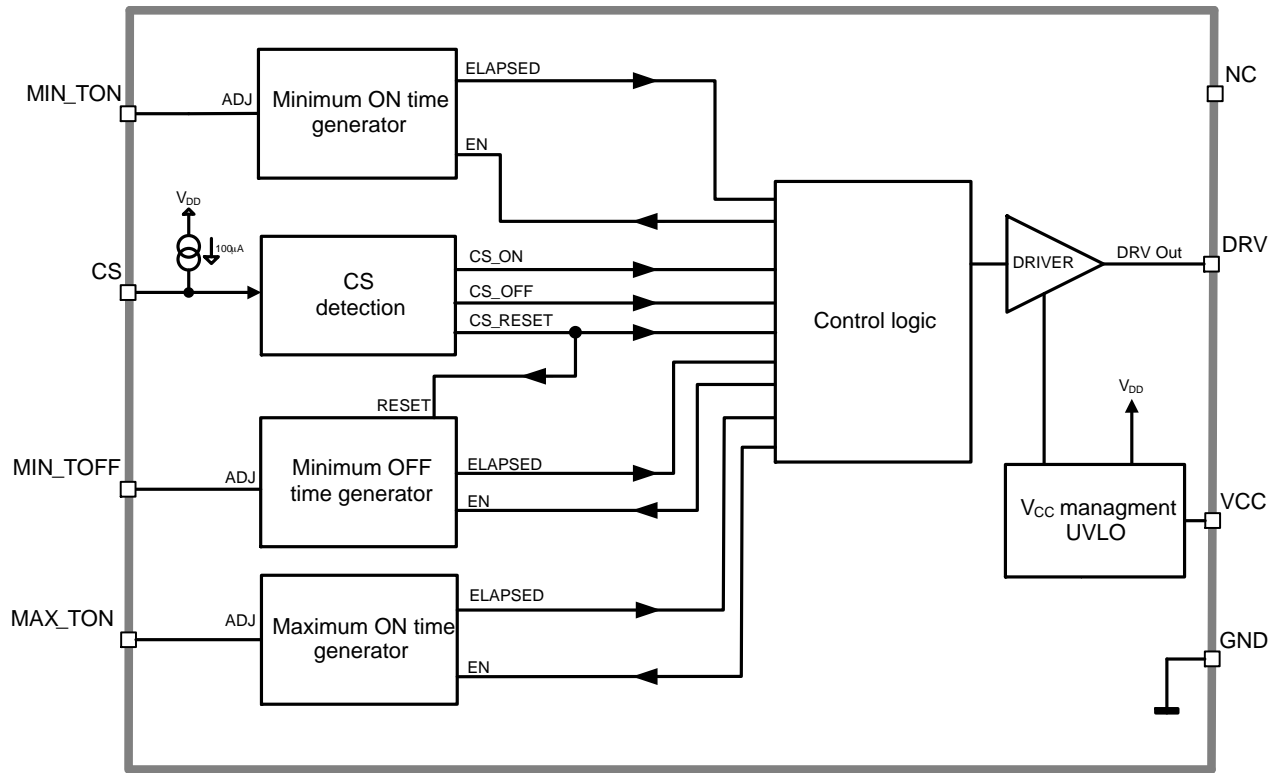 NC
MIN_TON
ADJ
Minimum ON time
generator
ELAPSED
EN
VDD
100µA
CS
CS
detection
CS_ON
CS_OFF
CS_RESET
RESET
MIN_TOFF
ADJ
Minimum OFF
time generator
ELAPSED
EN
MAX_TON
ADJ
Maximum ON time
generator
ELAPSED
EN
Control logic
DRIVER
DRV Out
DRV
VDD
VCC managment
UVLO
VCC
GND